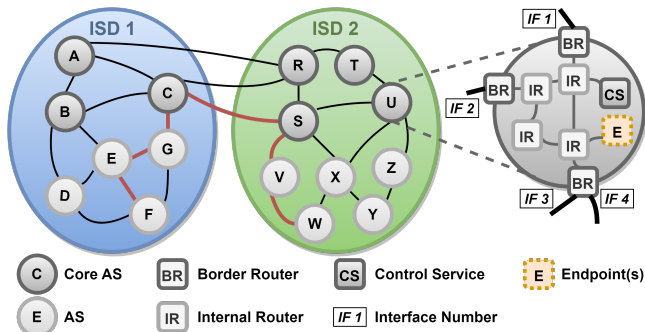 ISD 1
ISD 2
IF 1
A
B
C
D
E
F
G
R
T
S
U
V
W
X
Y
Z
BR
BR
IR
IR
CS
IF 2
IR
IR
E
BR
IF 3
IF 4
C Core AS
BR Border Router
CS Control Service
E Endpoint(s)
E AS
IR Internal Router
IF 1 Interface Number